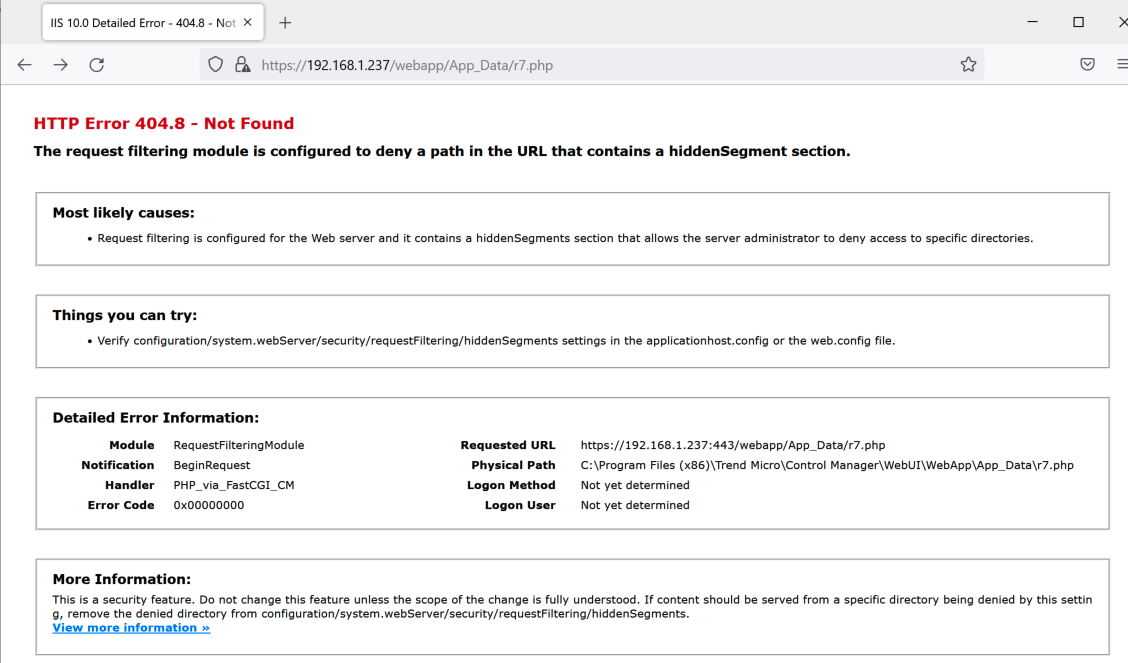 IIS 10.0 Detailed Error - 404.8 - Not
https://192.168.1.237/webapp/App_Data/r7.php
HTTP Error 404.8 - Not Found
The request filtering module is configured to deny a path in the URL that contains a hiddenSegment section.
Most likely causes:
• Request filtering is configured for the Web server and it contains a hiddenSegments section that allows the server administrator to deny access to specific directories.
Things you can try:
• Verify configuration/system.webServer/security/requestFiltering/hiddenSegments settings in the applicationhost.config or the web.config file.
Detailed Error Information:
Module RequestFilteringModule
Notification BeginRequest
Handler PHP_via_FastCGI_CM
Error Code 0x00000000
Requested URL https://192.168.1.237:443/webapp/App_Data/r7.php
Physical Path C:\Program Files (x86)\Trend Micro\Control Manager\WebUI\WebApp\App_Data\r7.php
Logon Method Not yet determined
Logon User Not yet determined
More Information:
This is a security feature. Do not change this feature unless the scope of the change is fully understood. If content should be served from a specific directory being denied by this settin
g, remove the denied directory from configuration/system.webServer/security/requestFiltering/hiddenSegments.
View more information »